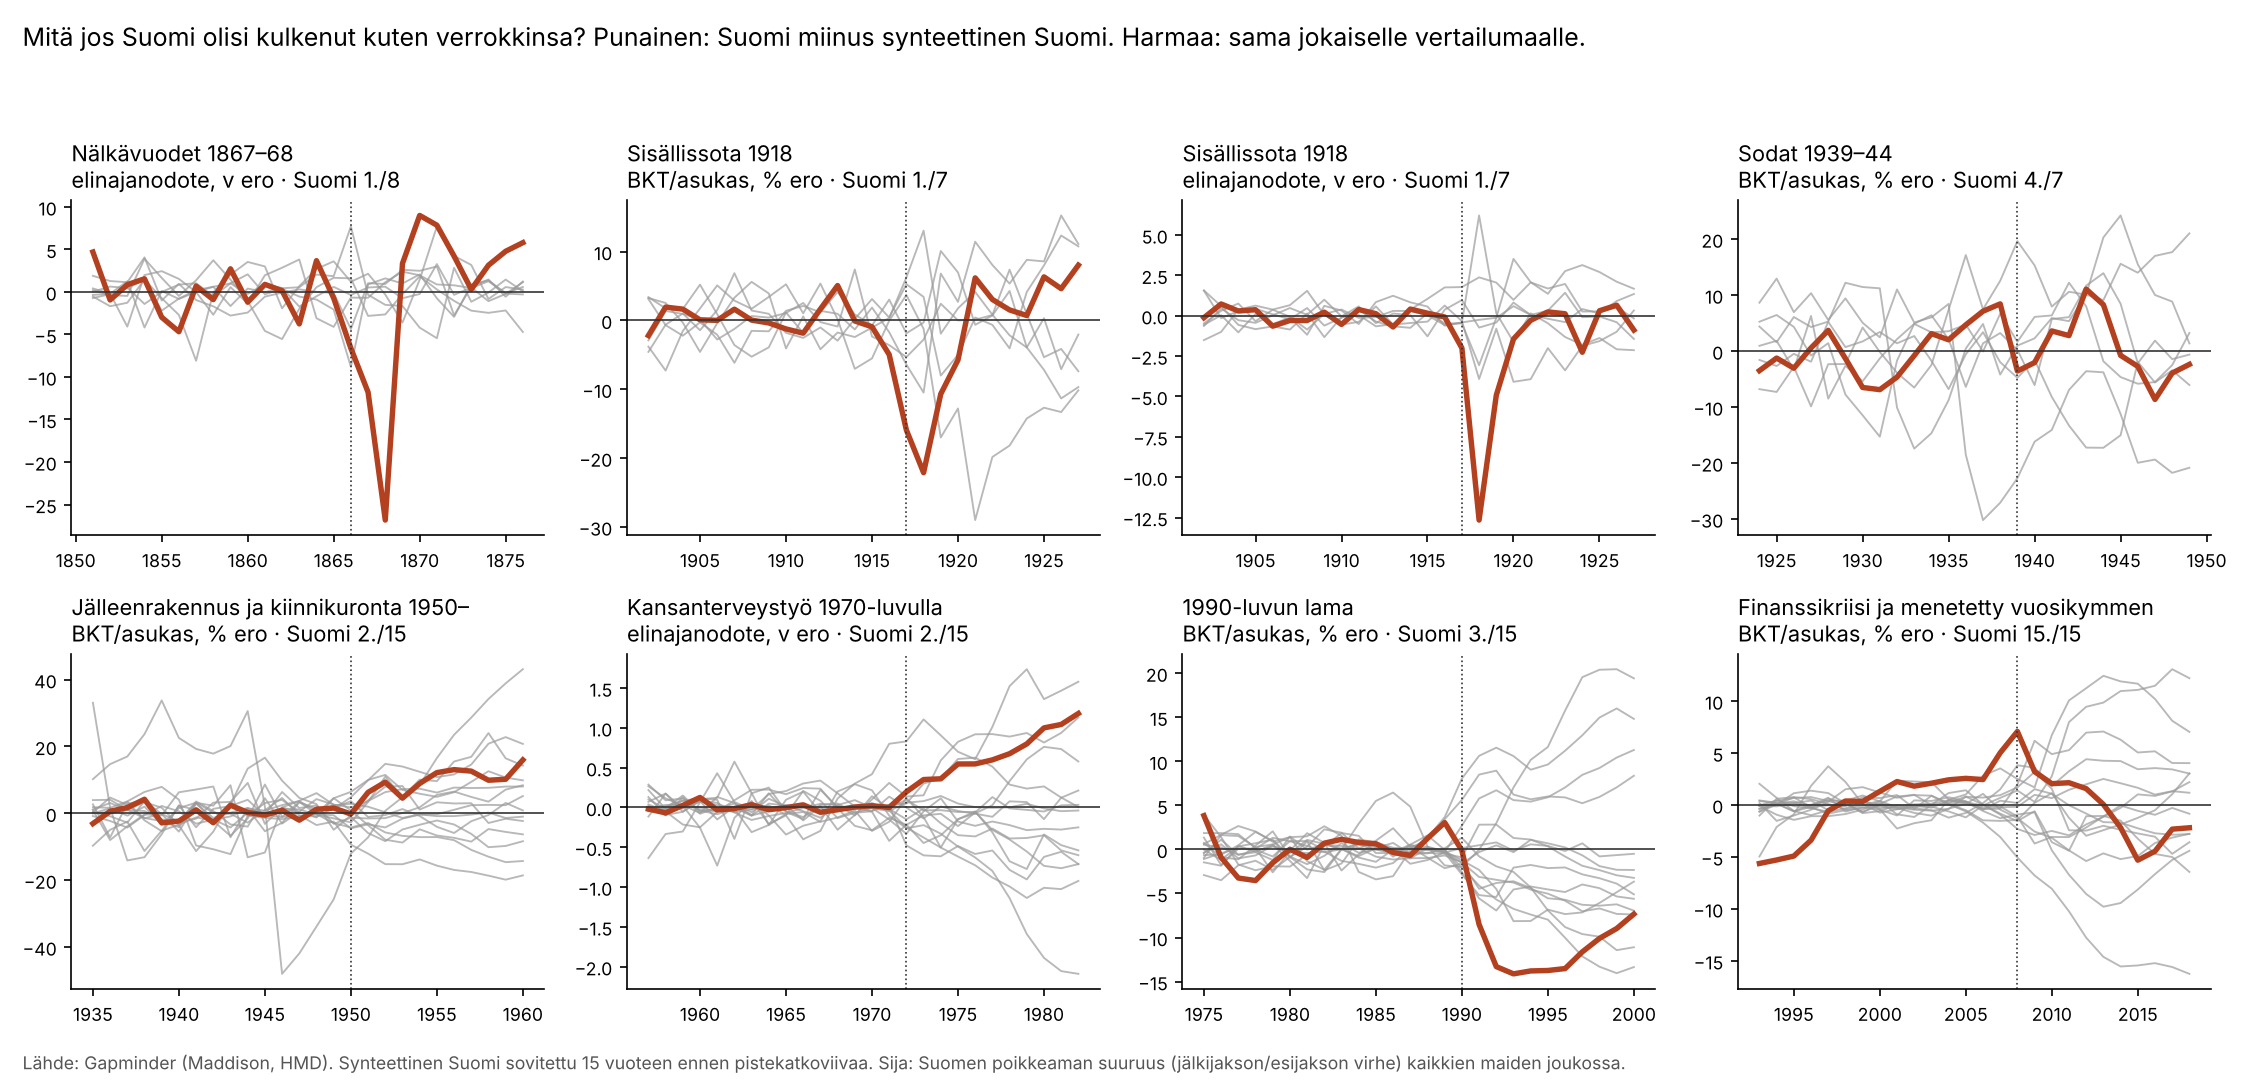 Mitä jos Suomi olisi kulkenut kuten verrokkinsa? Punainen: Suomi miinus synteettinen Suomi. Harmaa: sama jokaiselle vertailumaalle.
Nälkävuodet 1867–68
elinajanodote, v ero · Suomi 1./8
10
5
0
−5
−10
−15
−20
−25
1850 1855 1860 1865 1870 1875
Sisällissota 1918
BKT/asukas, % ero · Suomi 1./7
10
0
−10
−20
−30
1905 1910 1915 1920 1925
Sisällissota 1918
elinajanodote, v ero · Suomi 1./7
5.0
2.5
0.0
−2.5
−5.0
−7.5
−10.0
−12.5
1905 1910 1915 1920 1925
Sodat 1939–44
BKT/asukas, % ero · Suomi 4./7
20
10
0
−10
−20
−30
1925 1930 1935 1940 1945 1950
Jälleenrakennus ja kiinnikuronta 1950–
BKT/asukas, % ero · Suomi 2./15
40
20
0
−20
−40
1935 1940 1945 1950 1955 1960
Kansanterveystyö 1970-luvulla
elinajanodote, v ero · Suomi 2./15
1.5
1.0
0.5
0.0
−0.5
−1.0
−1.5
−2.0
1960 1965 1970 1975 1980
1990-luvun lama
BKT/asukas, % ero · Suomi 3./15
20
15
10
5
0
−5
−10
−15
1975 1980 1985 1990 1995 2000
Finanssikriisi ja menetetty vuosikymmen
BKT/asukas, % ero · Suomi 15./15
10
5
0
−5
−10
−15
1995 2000 2005 2010 2015
Lähde: Gapminder (Maddison, HMD). Synteettinen Suomi sovitettu 15 vuoteen ennen pistekatkoviivaa. Sija: Suomen poikkeaman suuruus (jälkijakson/esijakson virhe) kaikkien maiden joukossa.